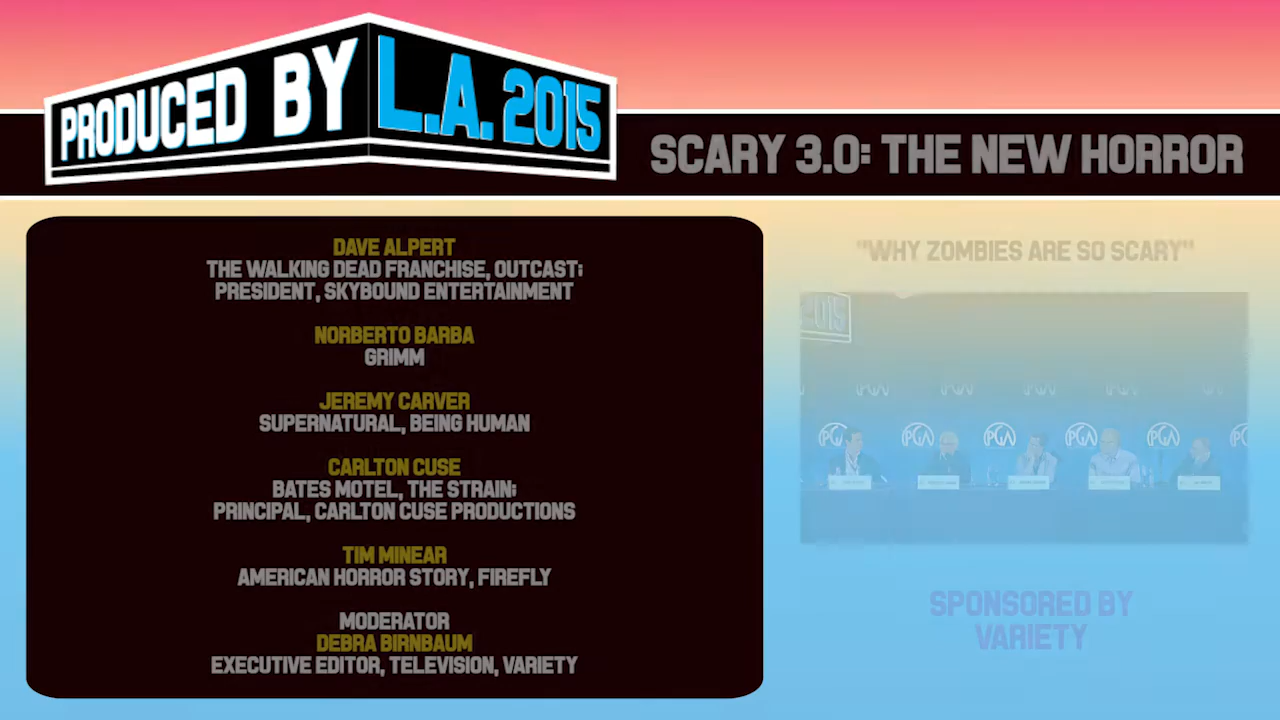 PRODUCED BY L.A. 2015
SCARY 3.0: THE NEW HORROR
DAVE ALPERT
THE WALKING DEAD FRANCHISE, OUTCAST;
PRESIDENT, SKYBOUND ENTERTAINMENT
NORBERTO BARBA
GRIMM
JEREMY CARVER
SUPERNATURAL, BEING HUMAN
CARLTON CUSE
BATES MOTEL, THE STRAIN;
PRINCIPAL, CARLTON CUSE PRODUCTIONS
TIM MINEAR
AMERICAN HORROR STORY, FIREFLY
MODERATOR
DEBRA BIRNBAUM
EXECUTIVE EDITOR, TELEVISION, VARIETY
"WHY ZOMBIES ARE SO SCARY"
2015
PGA PGA PGA PGA
PGA PGA PGA PGA PGA
SPONSORED BY
VARIETY